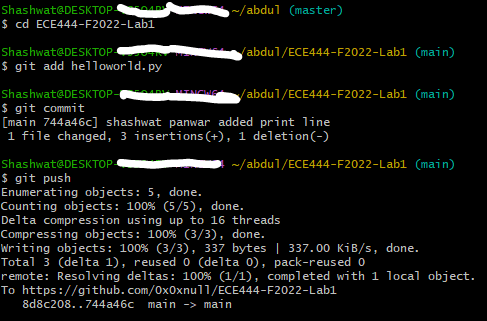 Shashwat@DESKTOP- ~/abdul (master)
$ cd ECE444-F2022-Lab1
Shashwat@DESKTOP- ~/abdul/ECE444-F2022-Lab1 (main)
$ git add helloworld.py
Shashwat@DESKTOP- ~/abdul/ECE444-F2022-Lab1 (main)
$ git commit
[main 744a46c] shashwat panwar added print line
1 file changed, 3 insertions(+), 1 deletion(-)
Shashwat@DESKTOP- ~/abdul/ECE444-F2022-Lab1 (main)
$ git push
Enumerating objects: 5, done.
Counting objects: 100% (5/5), done.
Delta compression using up to 16 threads
Compressing objects: 100% (3/3), done.
Writing objects: 100% (3/3), 337 bytes | 337.00 KiB/s, done.
Total 3 (delta 1), reused 0 (delta 0), pack-reused 0
remote: Resolving deltas: 100% (1/1), completed with 1 local object.
To https://github.com/0x0xnull/ECE444-F2022-Lab1
8d8c208..744a46c  main -> main